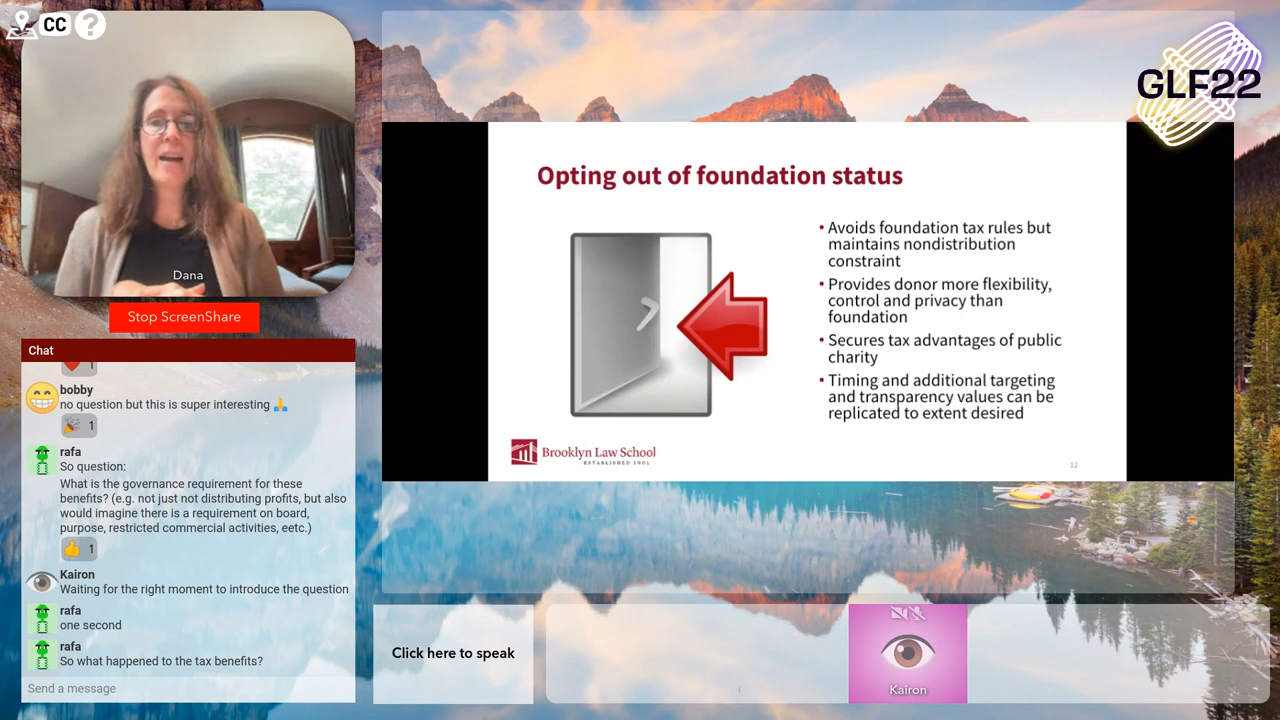 CC
?
GLF22
Dana
Stop ScreenShare
Chat
1
bobby
no question but this is super interesting 🙏
🎉 1
rafa
So question:
What is the governance requirement for these
benefits? (e.g. not just not distributing profits, but also
would imagine there is a requirement on board,
purpose, restricted commercial activities, eetc.)
👍 1
Kairon
Waiting for the right moment to introduce the question
rafa
one second
rafa
So what happened to the tax benefits?
Send a message
Opting out of foundation status
• Avoids foundation tax rules but
maintains nondistribution
constraint
• Provides donor more flexibility,
control and privacy than
foundation
• Secures tax advantages of public
charity
• Timing and additional targeting
and transparency values can be
replicated to extent desired
Brooklyn Law School
ESTABLISHED 1901
12
Click here to speak
Kairon